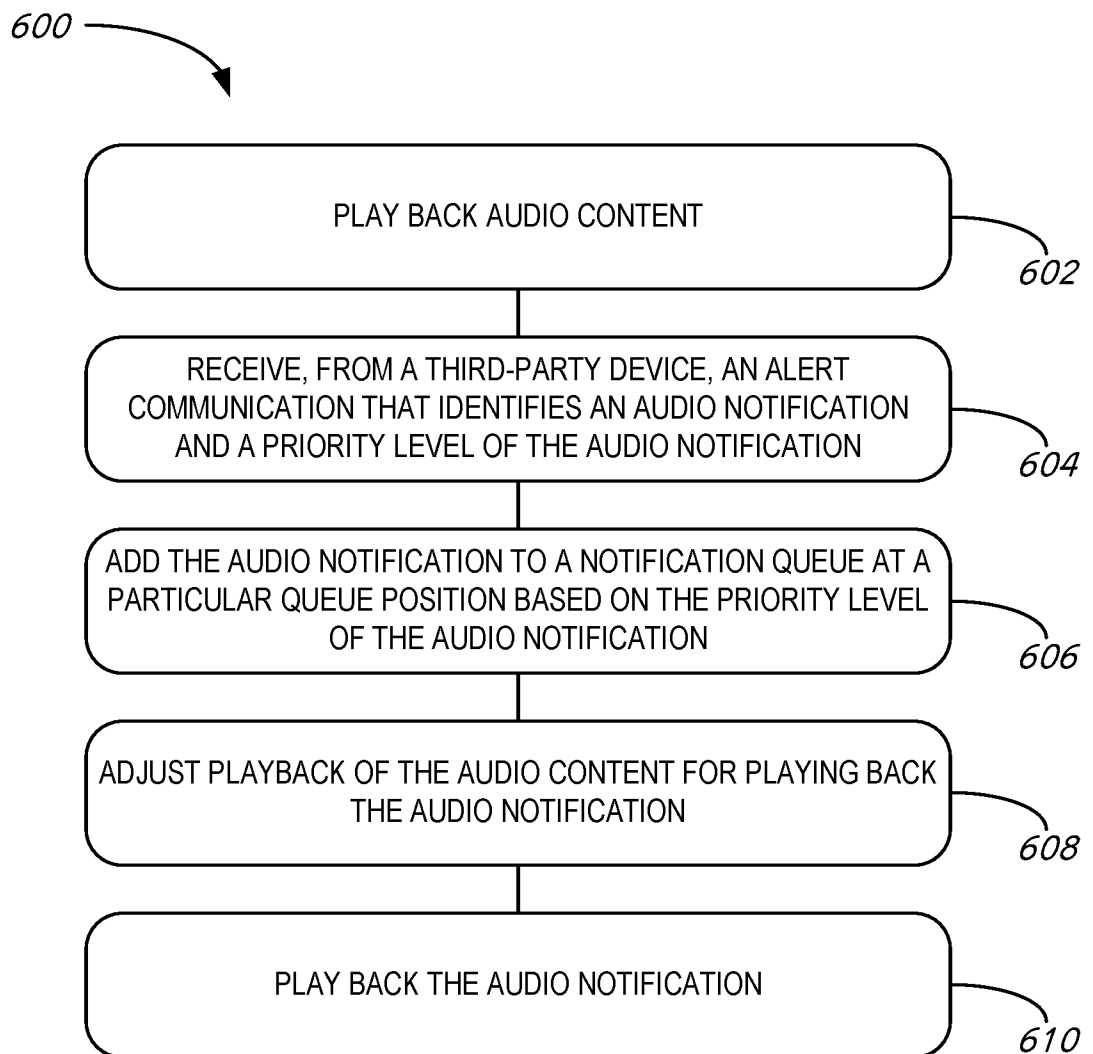 600
PLAY BACK AUDIO CONTENT
602
RECEIVE, FROM A THIRD-PARTY DEVICE, AN ALERT
COMMUNICATION THAT IDENTIFIES AN AUDIO NOTIFICATION
AND A PRIORITY LEVEL OF THE AUDIO NOTIFICATION
604
ADD THE AUDIO NOTIFICATION TO A NOTIFICATION QUEUE AT A
PARTICULAR QUEUE POSITION BASED ON THE PRIORITY LEVEL
OF THE AUDIO NOTIFICATION
606
ADJUST PLAYBACK OF THE AUDIO CONTENT FOR PLAYING BACK
THE AUDIO NOTIFICATION
608
PLAY BACK THE AUDIO NOTIFICATION
610